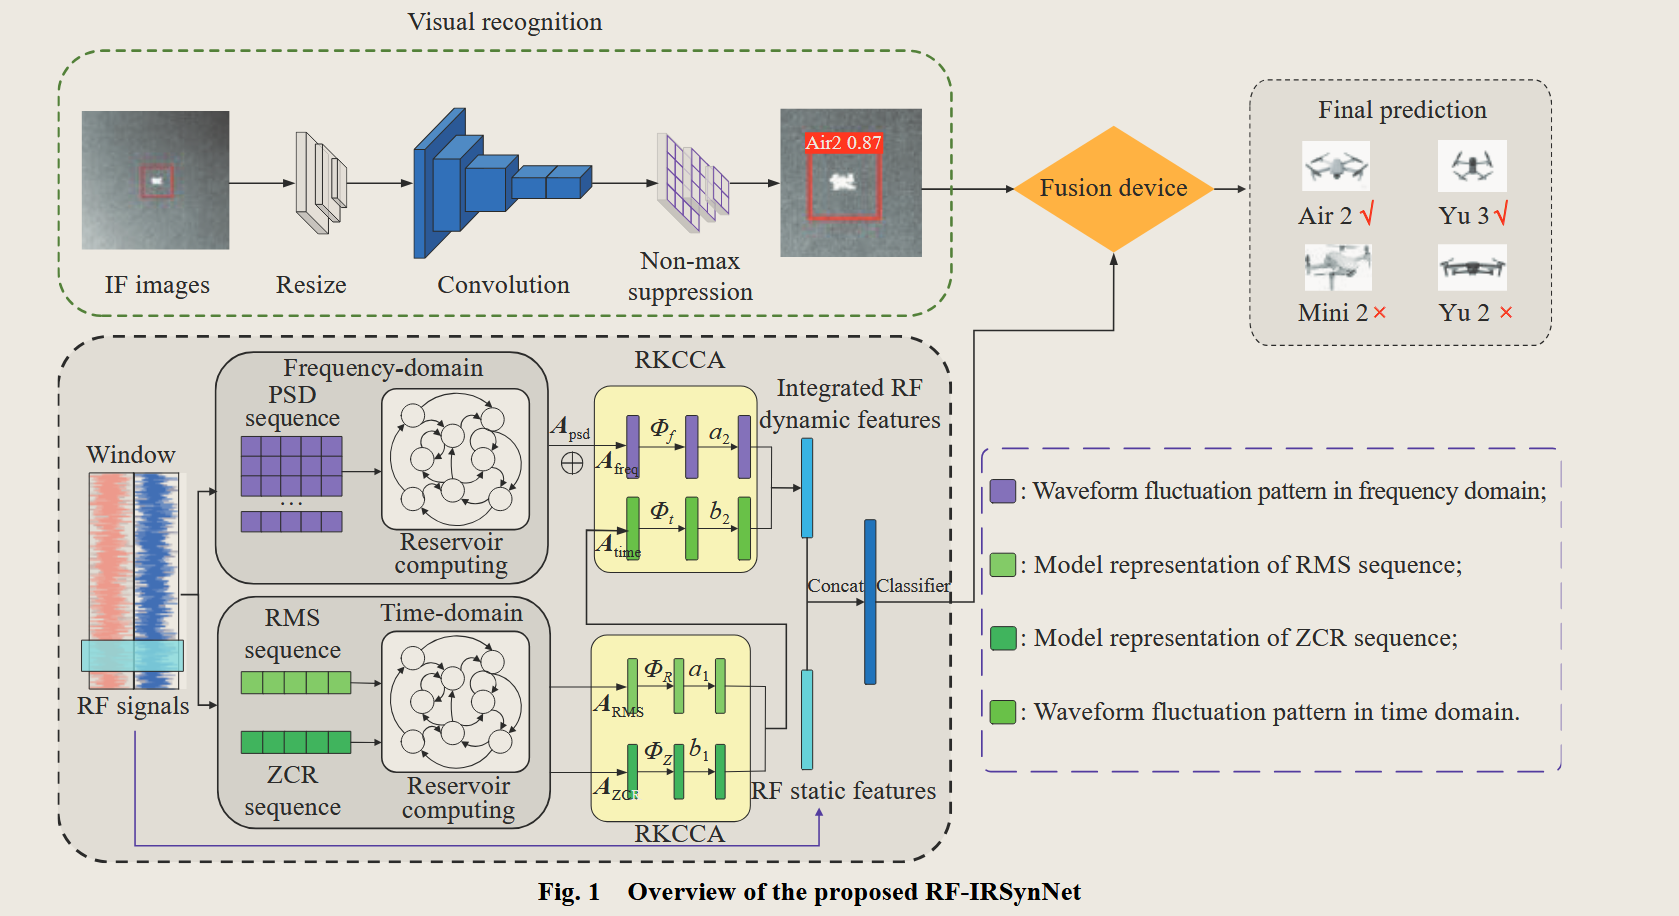 Visual recognition
IF images
Resize
Convolution
Non-max
suppression
Air2 0.87
Fusion device
Final prediction
Air 2 √
Yu 3 √
Mini 2 ×
Yu 2 ×
Window
RF signals
Frequency-domain
PSD
sequence
...
Reservoir
computing
RMS
sequence
Time-domain
ZCR
sequence
Reservoir
computing
RKCCA
A_psd
⊕
A_freq
Φ_f
a_2
A_time
Φ_t
b_2
A_RMS
Φ_R
a_1
A_ZCR
Φ_Z
b_1
RKCCA
Integrated RF
dynamic features
Concat
Classifier
RF static features
: Waveform fluctuation pattern in frequency domain;
: Model representation of RMS sequence;
: Model representation of ZCR sequence;
: Waveform fluctuation pattern in time domain.
Fig. 1 Overview of the proposed RF-IRSynNet